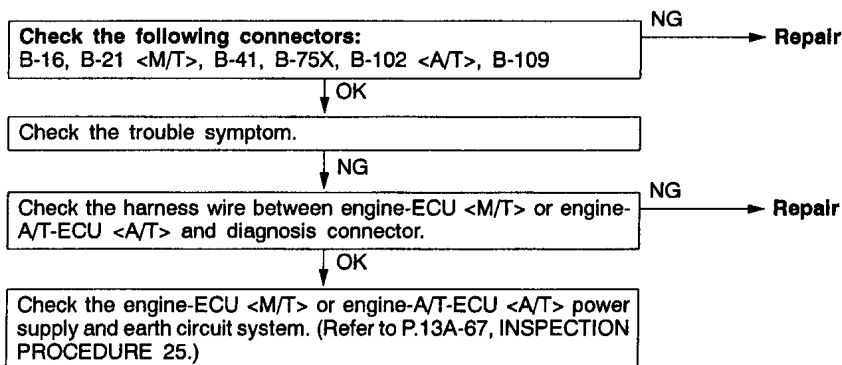 Check the following connectors:
B-16, B-21 <M/T>, B-41, B-75X, B-102 <A/T>, B-109
NG
Repair
OK
Check the trouble symptom.
NG
Check the harness wire between engine-ECU <M/T> or engine-
A/T-ECU <A/T> and diagnosis connector.
NG
Repair
OK
Check the engine-ECU <M/T> or engine-A/T-ECU <A/T> power
supply and earth circuit system. (Refer to P.13A-67, INSPECTION
PROCEDURE 25.)